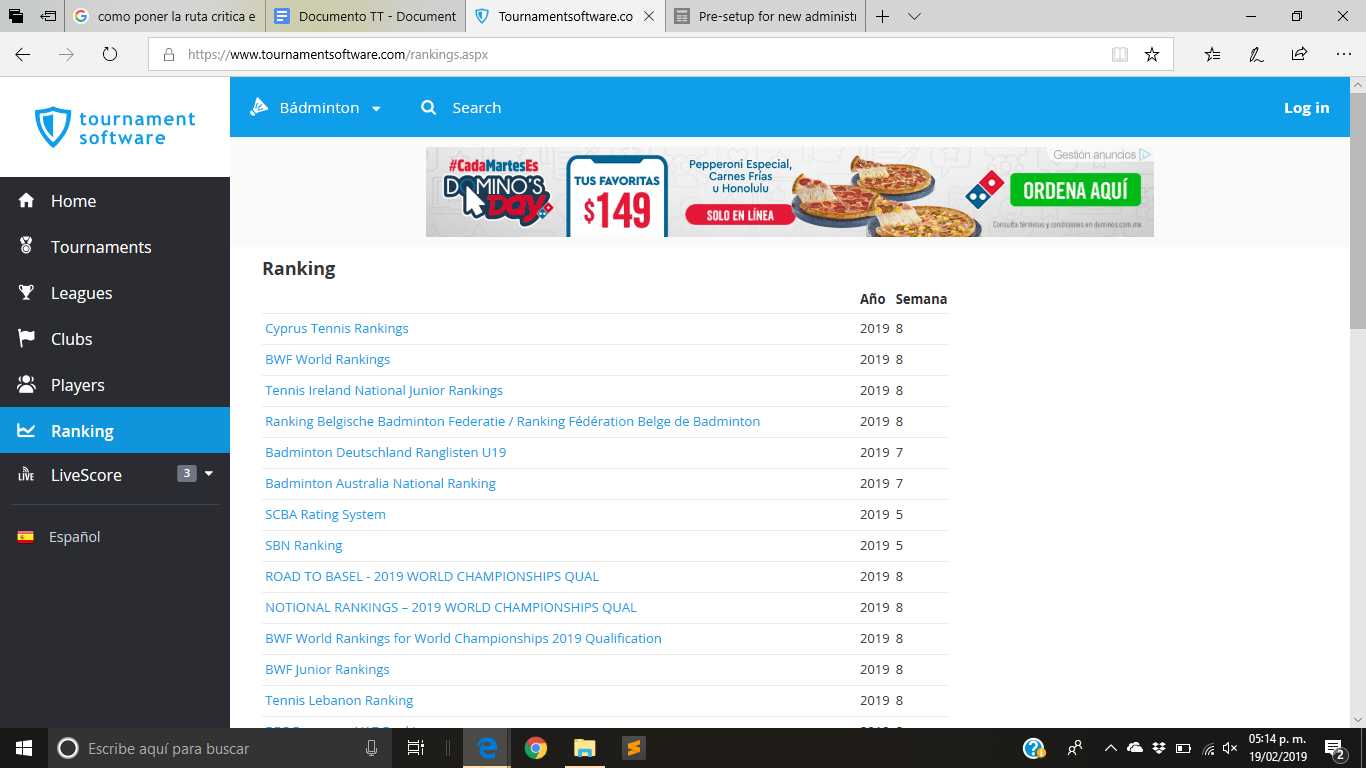 como poner la ruta critica e
Documento TT - Document
Tournamentsoftware.co
Pre-setup for new administr
https://www.tournamentsoftware.com/rankings.aspx
tournament
software
Bádminton
Search
Log in
#CadaMartesEs
DOMINO'S
DAY
TUS FAVORITAS
$149
Pepperoni Especial,
Carnes Frías
u Honolulu
SOLO EN LÍNEA
Gestión anuncios
ORDENA AQUÍ
Consulta términos y condiciones en dominos.com.mx
Home
Tournaments
Leagues
Clubs
Players
Ranking
LIVE
LiveScore
3
Español
Ranking
Año Semana
Cyprus Tennis Rankings 2019 8
BWF World Rankings 2019 8
Tennis Ireland National Junior Rankings 2019 8
Ranking Belgische Badminton Federatie / Ranking Fédération Belge de Badminton 2019 8
Badminton Deutschland Ranglisten U19 2019 7
Badminton Australia National Ranking 2019 7
SCBA Rating System 2019 5
SBN Ranking 2019 5
ROAD TO BASEL - 2019 WORLD CHAMPIONSHIPS QUAL 2019 8
NOTIONAL RANKINGS – 2019 WORLD CHAMPIONSHIPS QUAL 2019 8
BWF World Rankings for World Championships 2019 Qualification 2019 8
BWF Junior Rankings 2019 8
Tennis Lebanon Ranking 2019 8
Escribe aquí para buscar
05:14 p. m.
19/02/2019
2